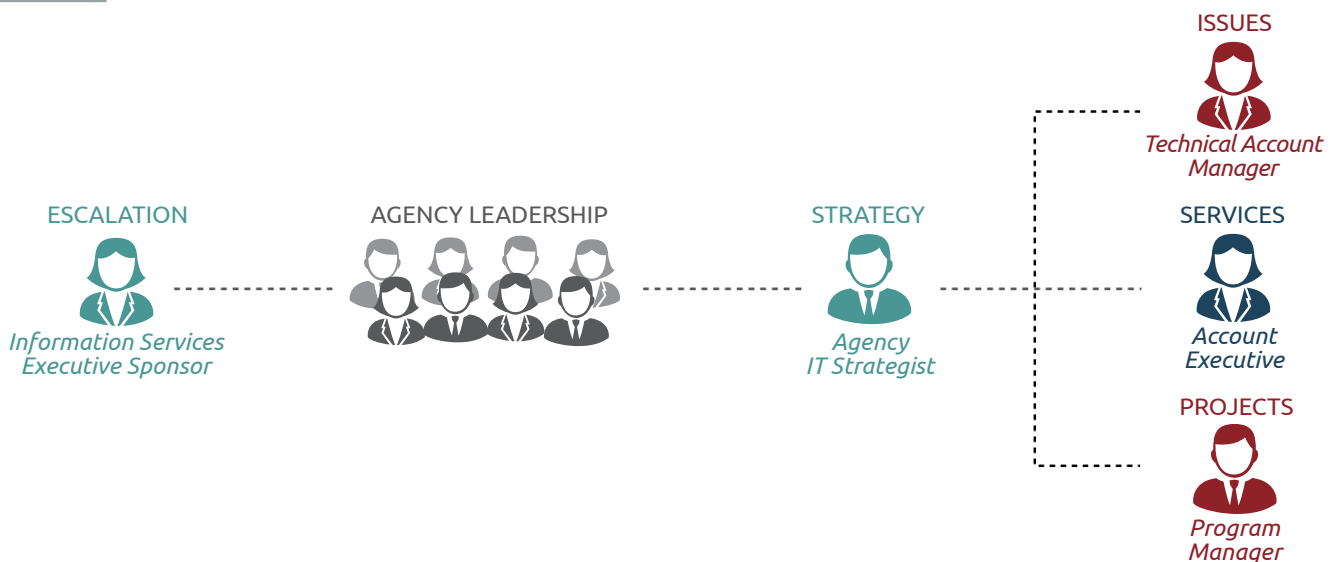 ESCALATION
Information Services
Executive Sponsor
AGENCY LEADERSHIP
STRATEGY
Agency
IT Strategist
ISSUES
Technical Account
Manager
SERVICES
Account
Executive
PROJECTS
Program
Manager